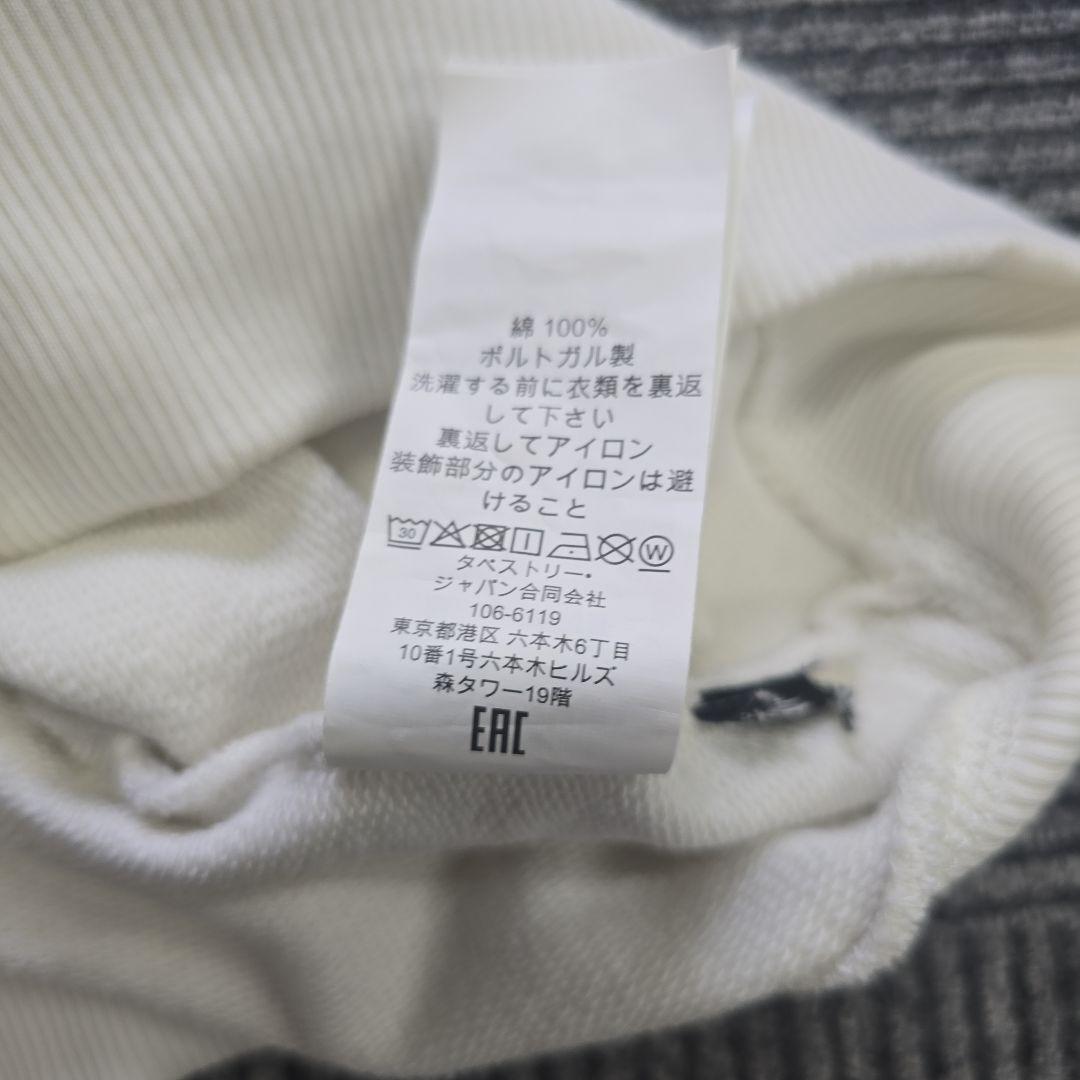 綿 100%
ポルトガル製
洗濯する前に衣類を裏返
して下さい
裏返してアイロン
装飾部分のアイロンは避
けること
30 W
タペストリー・
ジャパン合同会社
106-6119
東京都港区 六本木6丁目
10番1号六本木ヒルズ
森タワー19階
EAC